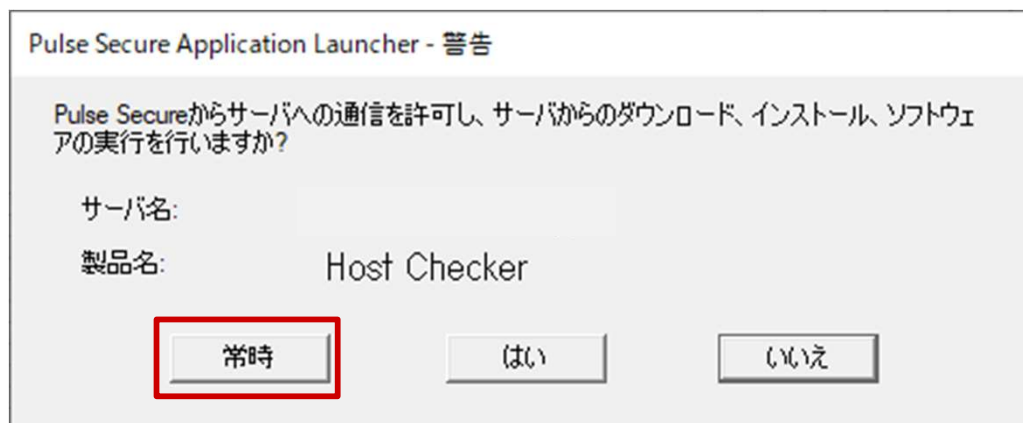 Pulse Secure Application Launcher - 警告
Pulse Secureからサーバへの通信を許可し、サーバからのダウンロード、インストール、ソフトウェ
アの実行を行いますか?
サーバ名:
製品名: Host Checker
常時 はい いいえ